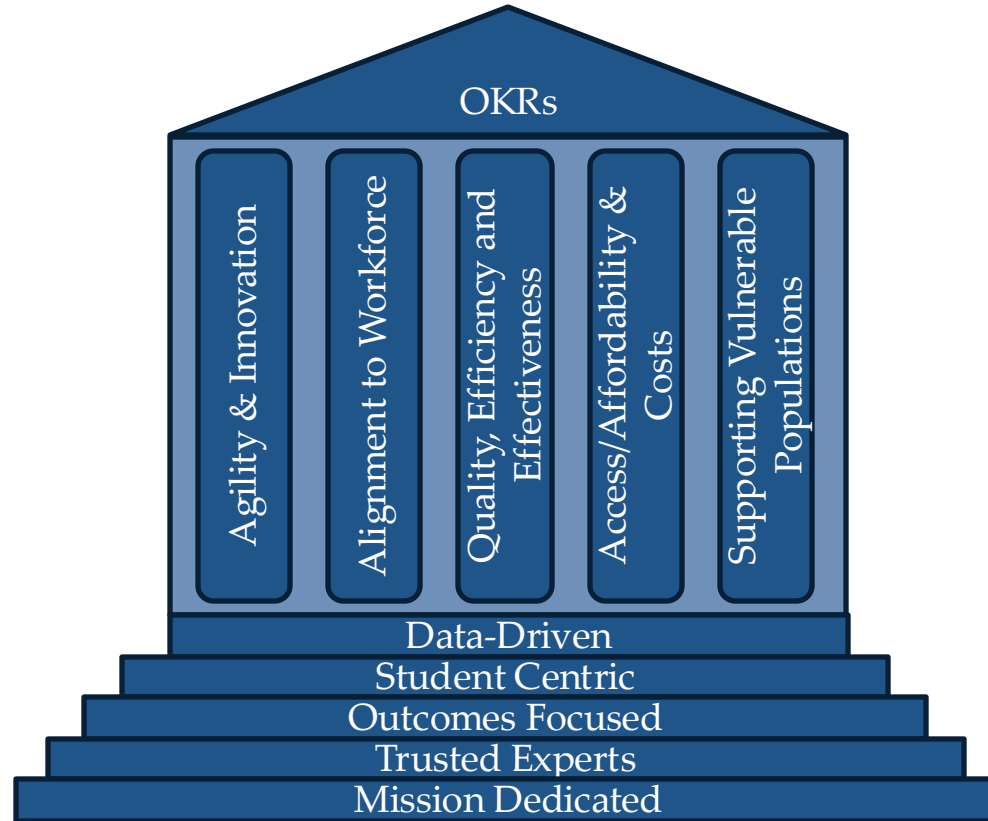 OKRs
Agility & Innovation
Alignment to Workforce
Quality, Efficiency and
Effectiveness
Access/Affordability &
Costs
Supporting Vulnerable
Populations
Data-Driven
Student Centric
Outcomes Focused
Trusted Experts
Mission Dedicated